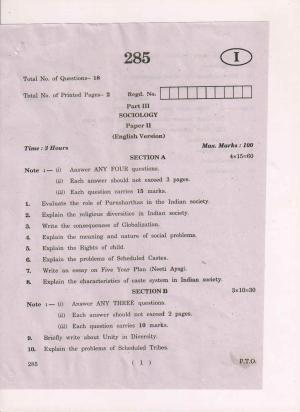 285
I
Total No. of Questions– 18
Total No. of Printed Pages– 2 Regd. No.
Part III
SOCIOLOGY
Paper II
(English Version)
Time : 3 Hours Max. Marks : 100
SECTION A 4×15=60
Note :— (i) Answer ANY FOUR questions.
(ii) Each answer should not exceed 3 pages.
(iii) Each question carries 15 marks.
1. Evaluate the role of Purusharthas in the Indian society.
2. Explain the religious diversities in Indian society.
3. Write the consequences of Globalization.
4. Explain the meaning and nature of social problems.
5. Explain the Rights of child.
6. Explain the problems of Scheduled Castes.
7. Write an essay on Five Year Plan (Neeti Ayag).
8. Explain the characteristics of caste system in Indian society.
SECTION B 3×10=30
Note :— (i) Answer ANY THREE questions.
(ii) Each answer should not exceed 2 pages.
(iii) Each question carries 10 marks.
9. Briefly write about Unity in Diversity.
10. Explain the problems of Scheduled Tribes.
285 ( 1 ) P.T.O.